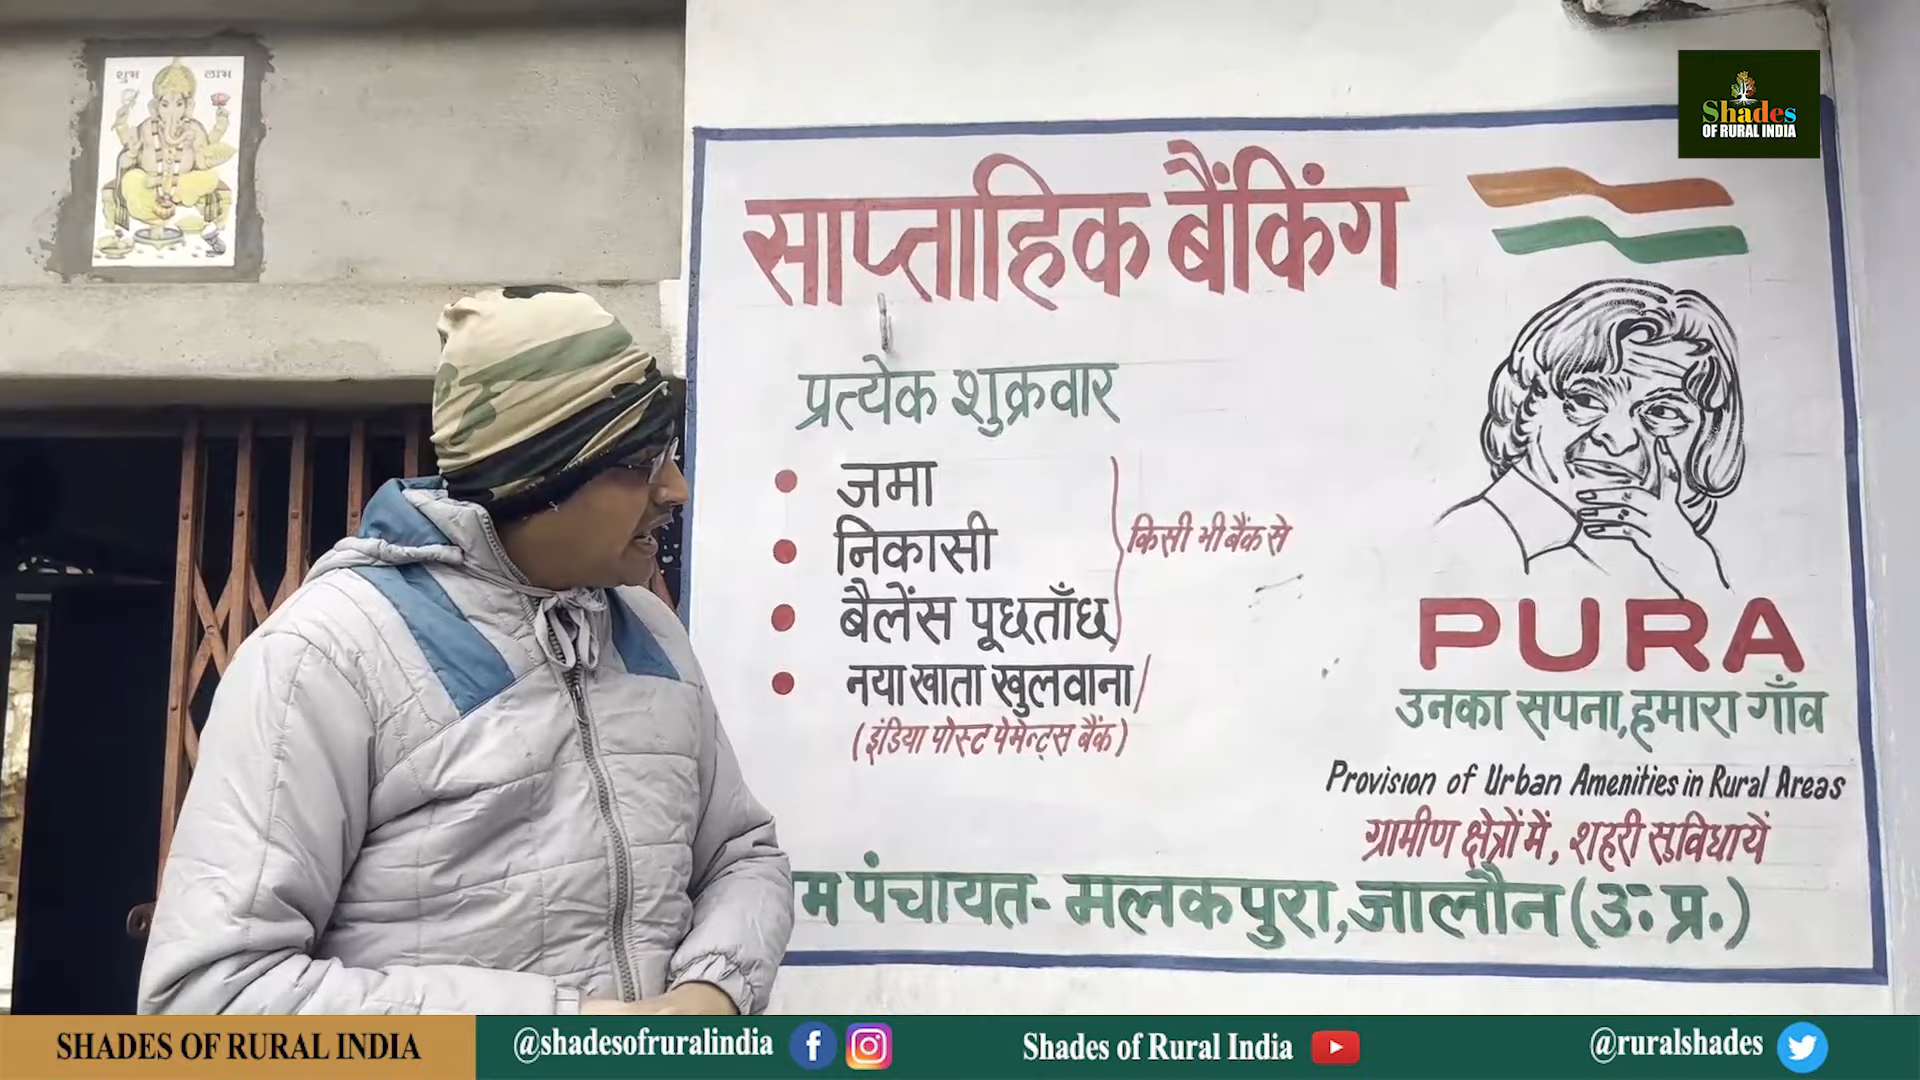 शुभ लाभ
Shades
OF RURAL INDIA
साप्ताहिक बैंकिंग
प्रत्येक शुक्रवार
• जमा
• निकासी
• बैलेंस पूछताँछ
किसी भी बैंक से
• नया खाता खुलवाना
(इंडिया पोस्ट पेमेन्ट्स बैंक)
PURA
उनका सपना, हमारा गाँव
Provision of Urban Amenities in Rural Areas
ग्रामीण क्षेत्रों में, शहरी सुविधायें
म पंचायत- मलकपुरा, जालौन (उ. प्र.)
SHADES OF RURAL INDIA
@shadesofruralindia
Shades of Rural India
@ruralshades